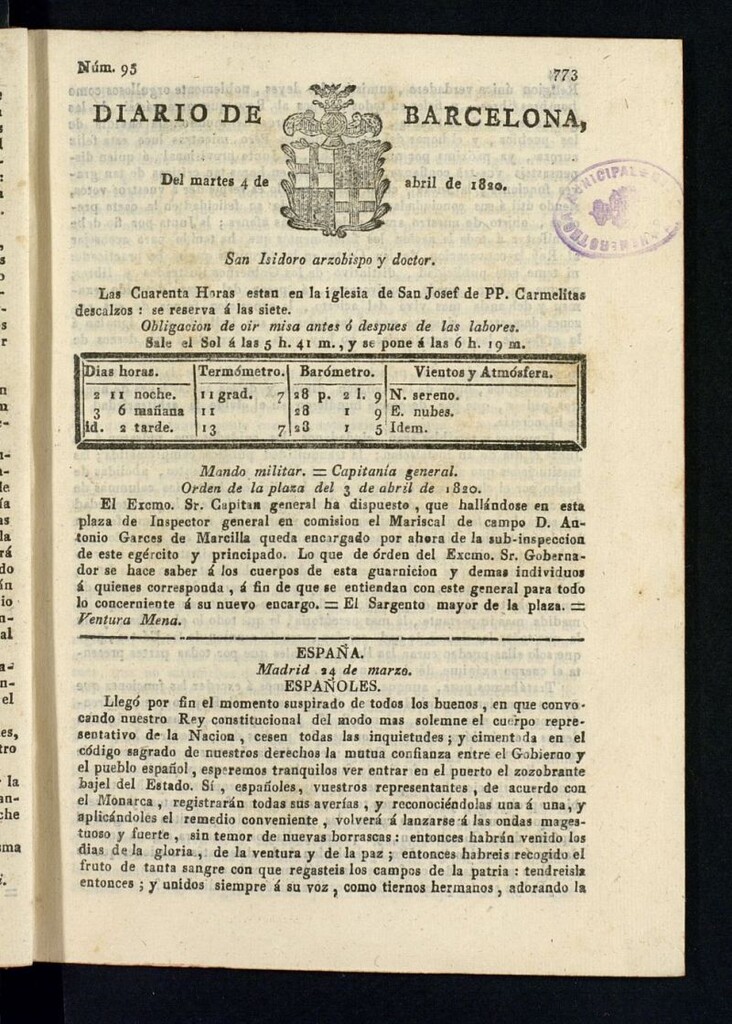 Núm. 95
773
DIARIO DE BARCELONA,
Del martes 4 de abril de 1820.
San Isidoro arzobispo y doctor.
Las Cuarenta Horas estan en la iglesia de San Josef de PP. Carmelitas
descalzos : se reserva á las siete.
Obligacion de oir misa antes ó despues de las labores.
Sale el Sol á las 5 h. 41 m., y se pone á las 6 h. 19 m.
Dias horas. Termómetro. Barómetro. Vientos y Atmósfera.
2 11 noche. 11 grad. 7 28 p. 2 l. 9 N. sereno.
3 6 mañana 11 28 1 9 E. nubes.
id. 2 tarde. 13 7 28 1 5 Idem.
Mando militar. = Capitanía general.
Orden de la plaza del 3 de abril de 1820.
El Excmo. Sr. Capitan general ha dispuesto , que hallándose en esta
plaza de Inspector general en comision el Mariscal de campo D. An-
tonio Garces de Marcilla queda encargado por ahora de la sub-inspeccion
de este egército y principado. Lo que de órden del Excmo. Sr. Goberna-
dor se hace saber á los cuerpos de esta guarnicion y demas individuos
á quienes corresponda , á fin de que se entiendan con este general para todo
lo concerniente á su nuevo encargo. = El Sargento mayor de la plaza. =
Ventura Mena.
ESPAÑA.
Madrid 24 de marzo.
ESPAÑOLES.
Llegó por fin el momento suspirado de todos los buenos , en que convo-
cando nuestro Rey constitucional del modo mas solemne el cuerpo repre-
sentativo de la Nacion , cesen todas las inquietudes ; y cimentada en el
código sagrado de nuestros derechos la mutua confianza entre el Gobierno y
el pueblo español , esperemos tranquilos ver entrar en el puerto el zozobrante
bajel del Estado. Sí , españoles, vuestros representantes , de acuerdo con
el Monarca , registrarán todas sus averías , y reconociéndolas una á una, y
aplicándoles el remedio conveniente , volverá á lanzarse á las ondas mages-
tuoso y fuerte , sin temor de nuevas borrascas : entonces habrán venido los
dias de la gloria , de la ventura y de la paz ; entonces habreis recogido el
fruto de tanta sangre con que regasteis los campos de la patria : tendreisla
entonces ; y unidos siempre á su voz , como tiernos hermanos , adorando la
HEMEROTECA MUNICIPAL